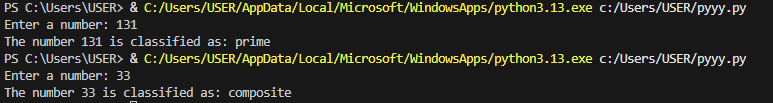 PS C:\Users\USER> & C:/Users/USER/AppData/Local/Microsoft/WindowsApps/python3.13.exe c:/Users/USER/pyyy.py
Enter a number: 131
The number 131 is classified as: prime
PS C:\Users\USER> & C:/Users/USER/AppData/Local/Microsoft/WindowsApps/python3.13.exe c:/Users/USER/pyyy.py
Enter a number: 33
The number 33 is classified as: composite